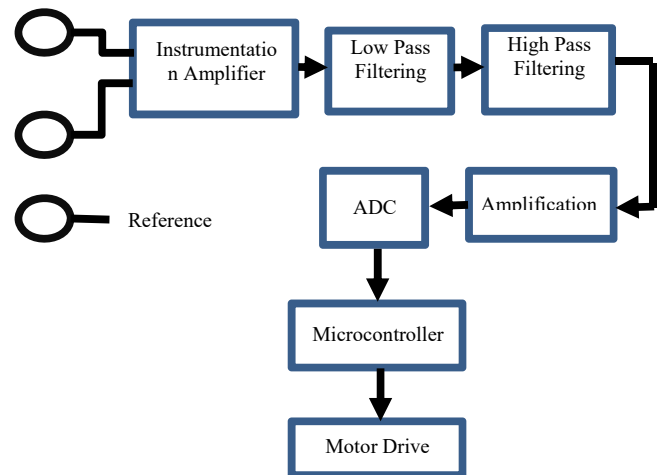 Instrumentatio
n Amplifier
Low Pass
Filtering
High Pass
Filtering
Reference
ADC
Amplification
Microcontroller
Motor Drive